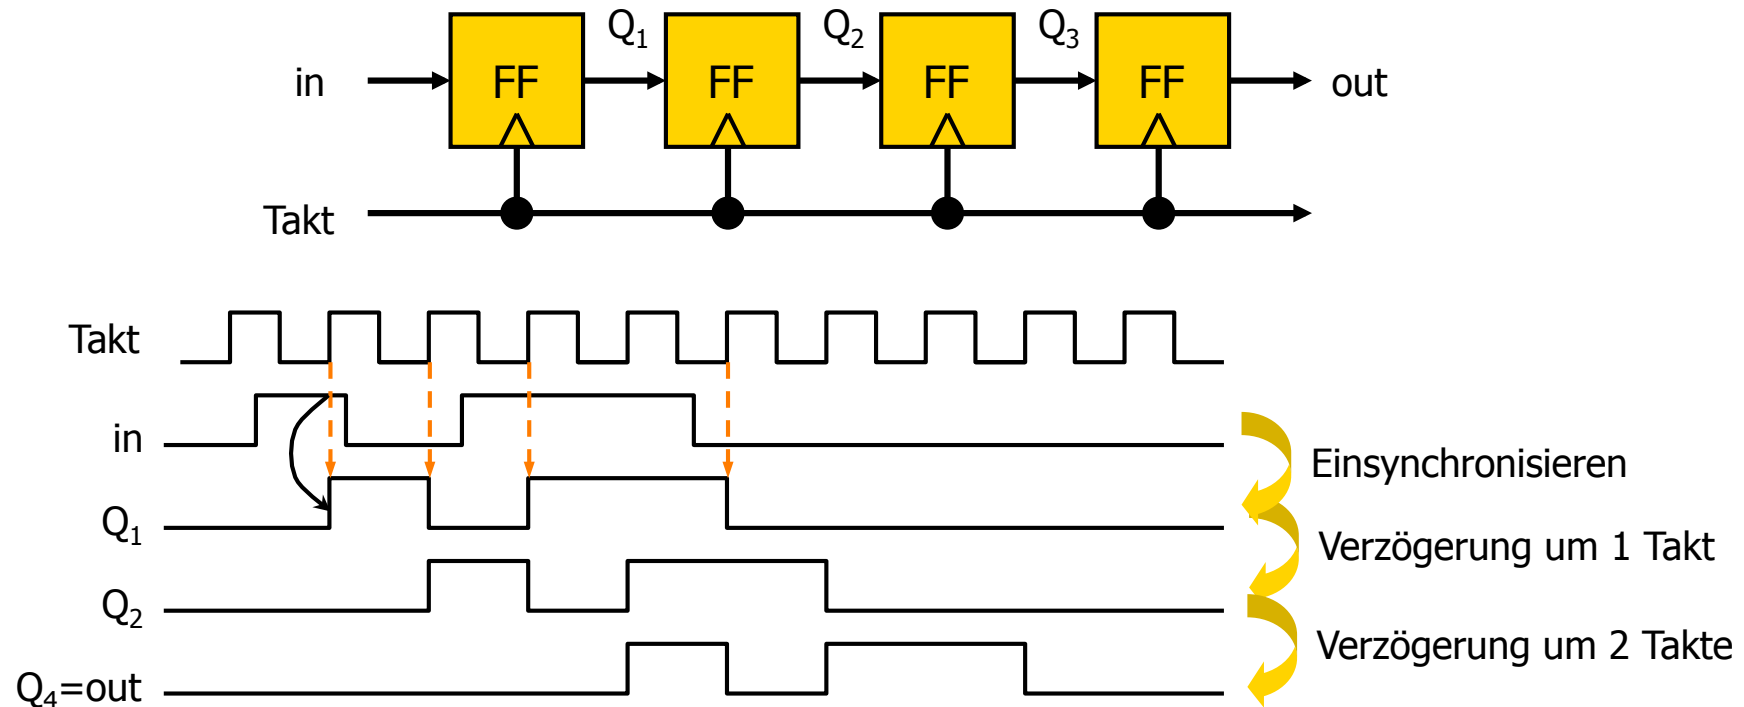 Q₁ Q₂ Q₃
in FF FF FF FF out
Takt
Takt
in
Einsynchronisieren
Q₁
Verzögerung um 1 Takt
Q₂
Verzögerung um 2 Takte
Q₄=out